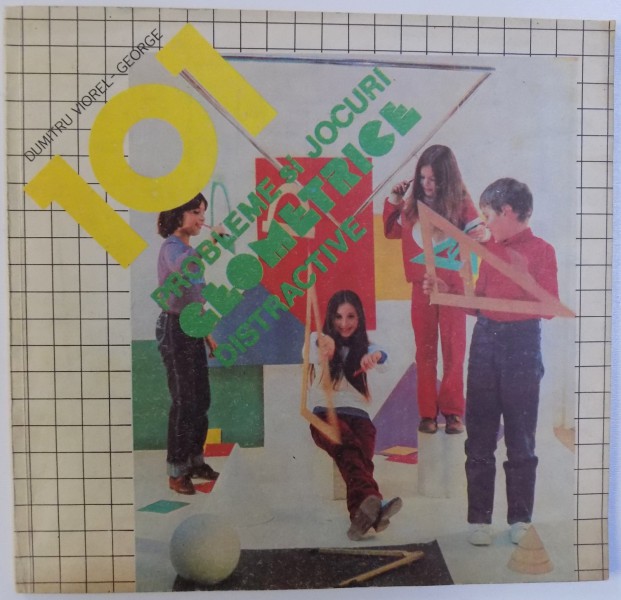 DUMITRU VIOREL-GEORGE
101
PROBLEME și JOCURI
GEOMETRICE
DISTRACTIVE